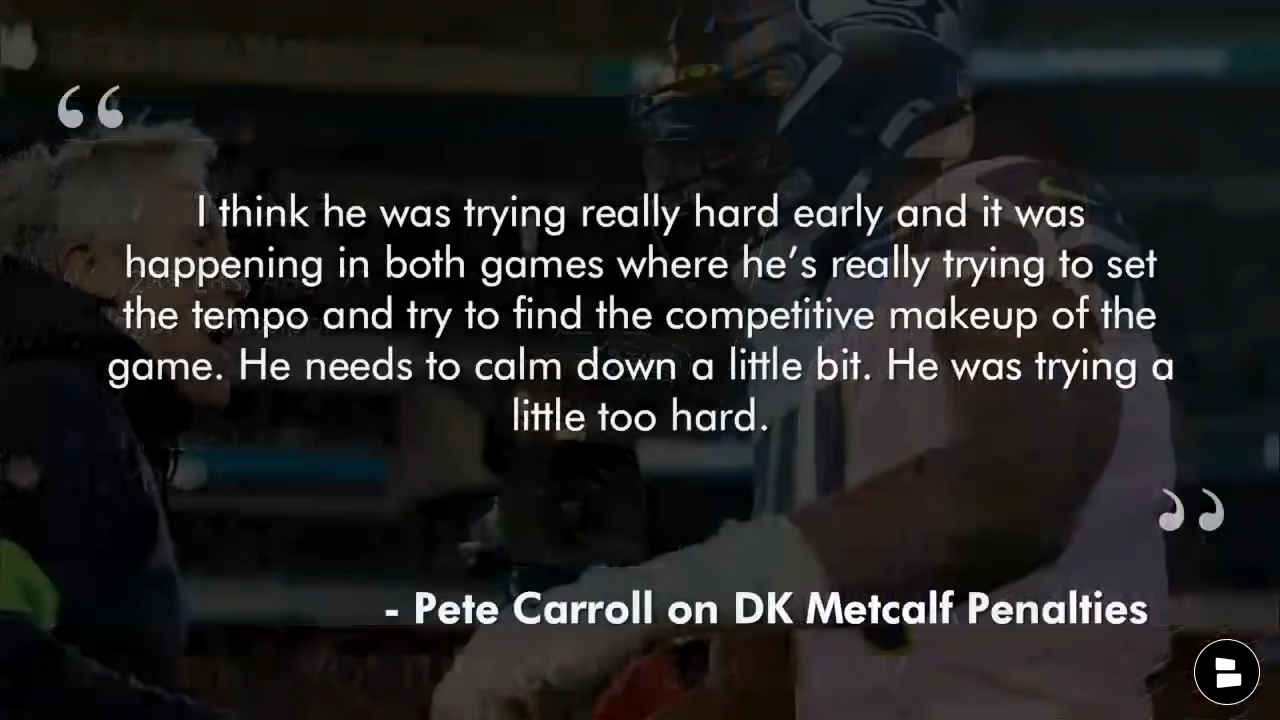 “
I think he was trying really hard early and it was
happening in both games where he’s really trying to set
the tempo and try to find the competitive makeup of the
game. He needs to calm down a little bit. He was trying a
little too hard.
”
- Pete Carroll on DK Metcalf Penalties